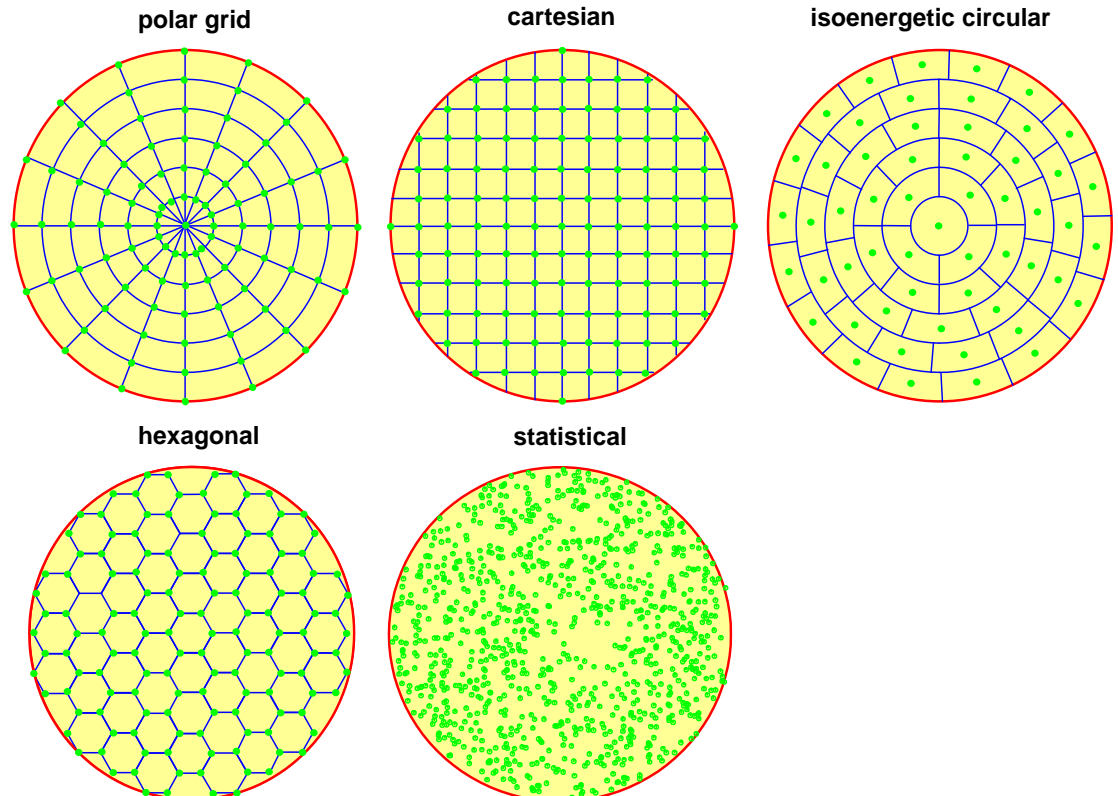 polar grid
cartesian
isoenergetic circular
hexagonal
statistical